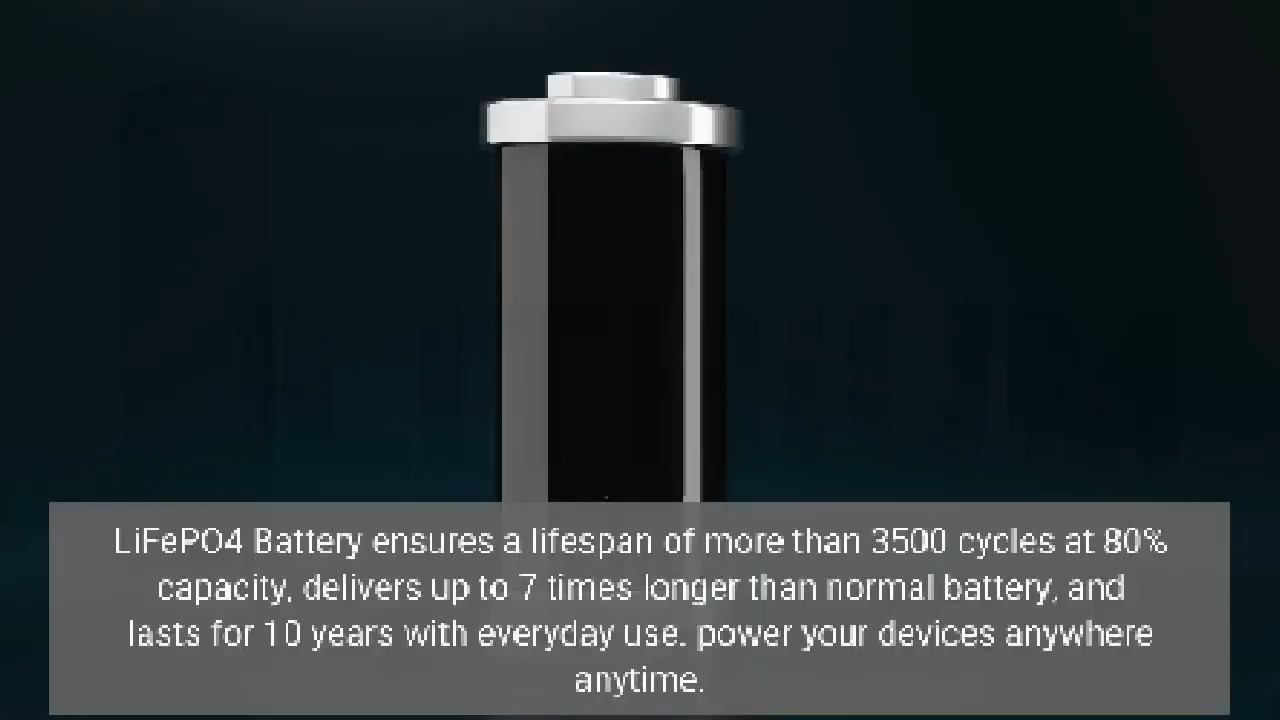 LiFePO4 Battery ensures a lifespan of more than 3500 cycles at 80%
capacity, delivers up to 7 times longer than normal battery, and
lasts for 10 years with everyday use. power your devices anywhere
anytime.